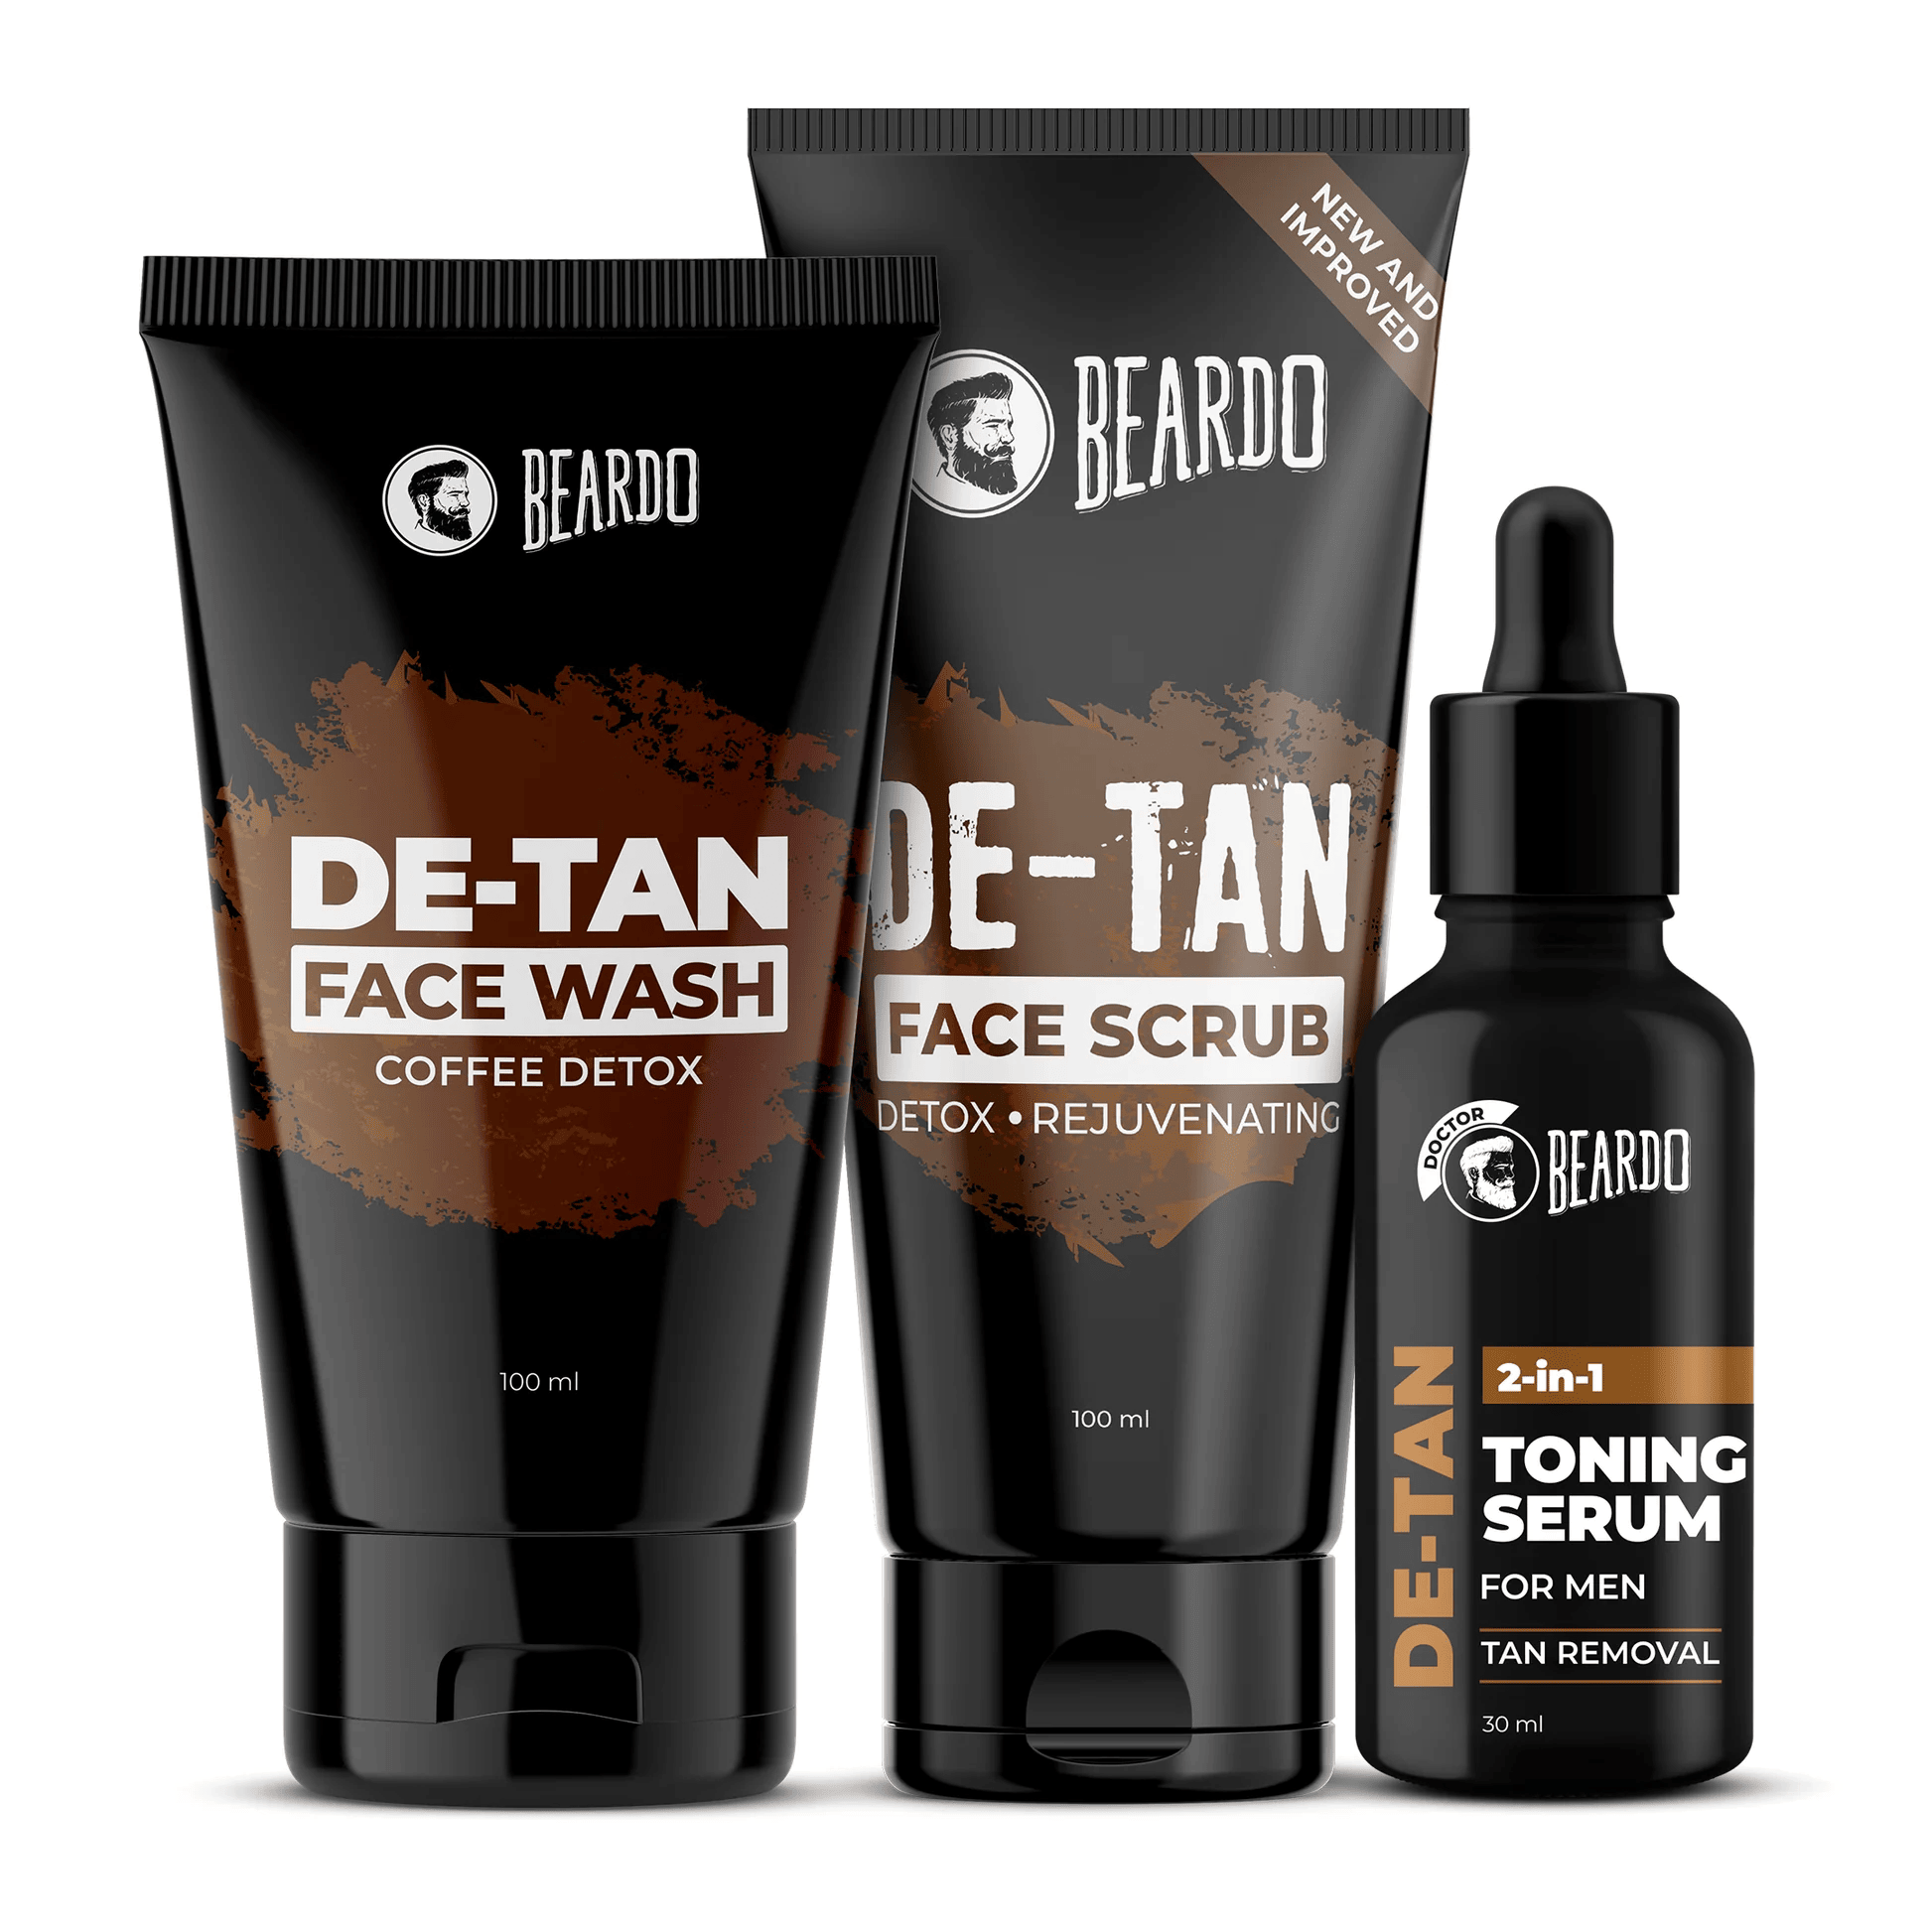 BEARDO
DE-TAN
FACE WASH
COFFEE DETOX
100 ml
NEW AND
IMPROVED
BEARDO
DE-TAN
FACE SCRUB
DETOX • REJUVENATING
100 ml
DOCTOR
BEARDO
DE-TAN
2-in-1
TONING
SERUM
FOR MEN
TAN REMOVAL
30 ml